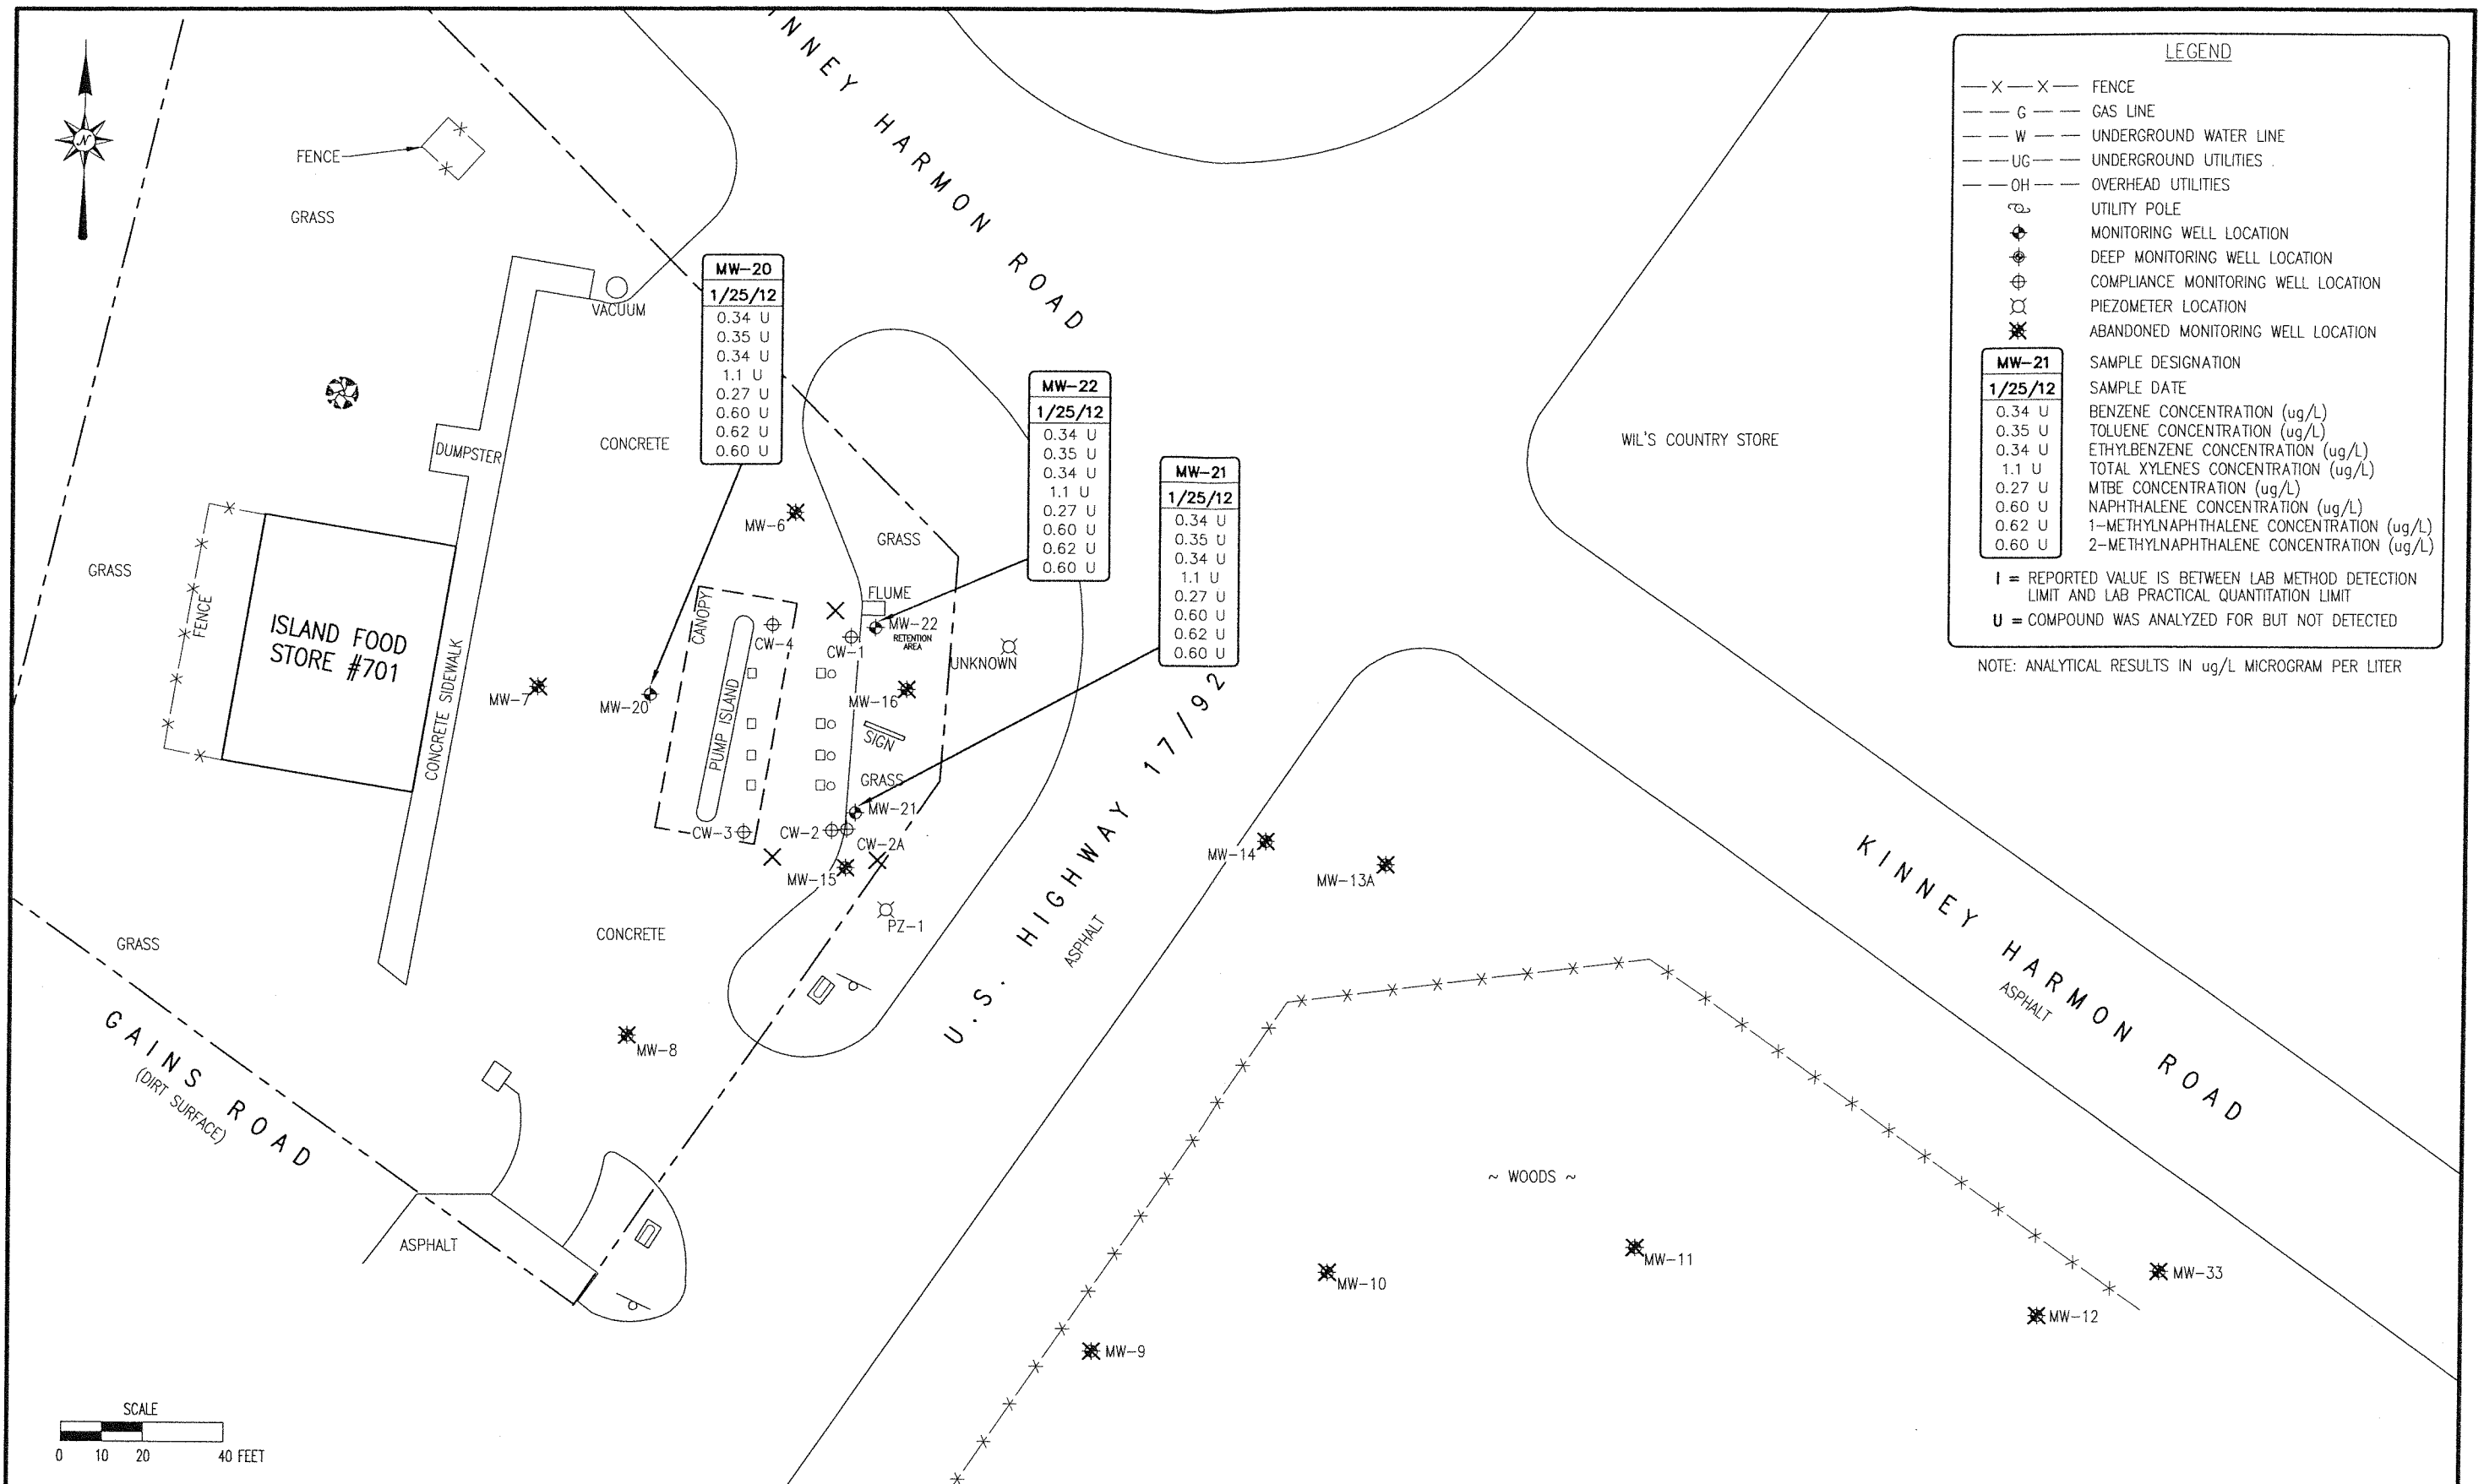 KINNEY HARMON ROAD
FENCE
GRASS
VACUUM
MW-20
1/25/12
0.34 U
0.35 U
0.34 U
1.1 U
0.27 U
0.60 U
0.62 U
0.60 U
MW-22
1/25/12
0.34 U
0.35 U
0.34 U
1.1 U
0.27 U
0.60 U
0.62 U
0.60 U
MW-21
1/25/12
0.34 U
0.35 U
0.34 U
1.1 U
0.27 U
0.60 U
0.62 U
0.60 U
DUMPSTER
CONCRETE
MW-6
GRASS
GRASS
FENCE
ISLAND FOOD
STORE #701
CONCRETE SIDEWALK
CANOPY
PUMP ISLAND
FLUME
MW-22
RETENTION
AREA
CW-4
CW-1
UNKNOWN
MW-7
MW-20
MW-16
SIGN
GRASS
MW-21
CW-3
CW-2
CW-2A
MW-15
PZ-1
CONCRETE
GRASS
MW-8
GAINS ROAD
(DIRT SURFACE)
ASPHALT
U.S. HIGHWAY 17/92
ASPHALT
WIL'S COUNTRY STORE
MW-14
MW-13A
KINNEY HARMON ROAD
ASPHALT
~ WOODS ~
MW-11
MW-10
MW-33
MW-12
MW-9
N
SCALE
0 10 20 40 FEET
LEGEND
X X FENCE
G GAS LINE
W UNDERGROUND WATER LINE
UG UNDERGROUND UTILITIES
OH OVERHEAD UTILITIES
UTILITY POLE
MONITORING WELL LOCATION
DEEP MONITORING WELL LOCATION
COMPLIANCE MONITORING WELL LOCATION
PIEZOMETER LOCATION
ABANDONED MONITORING WELL LOCATION
MW-21 SAMPLE DESIGNATION
1/25/12 SAMPLE DATE
0.34 U BENZENE CONCENTRATION (ug/L)
0.35 U TOLUENE CONCENTRATION (ug/L)
0.34 U ETHYLBENZENE CONCENTRATION (ug/L)
1.1 U TOTAL XYLENES CONCENTRATION (ug/L)
0.27 U MTBE CONCENTRATION (ug/L)
0.60 U NAPHTHALENE CONCENTRATION (ug/L)
0.62 U 1-METHYLNAPHTHALENE CONCENTRATION (ug/L)
0.60 U 2-METHYLNAPHTHALENE CONCENTRATION (ug/L)
I = REPORTED VALUE IS BETWEEN LAB METHOD DETECTION
LIMIT AND LAB PRACTICAL QUANTITATION LIMIT
U = COMPOUND WAS ANALYZED FOR BUT NOT DETECTED
NOTE: ANALYTICAL RESULTS IN ug/L MICROGRAM PER LITER